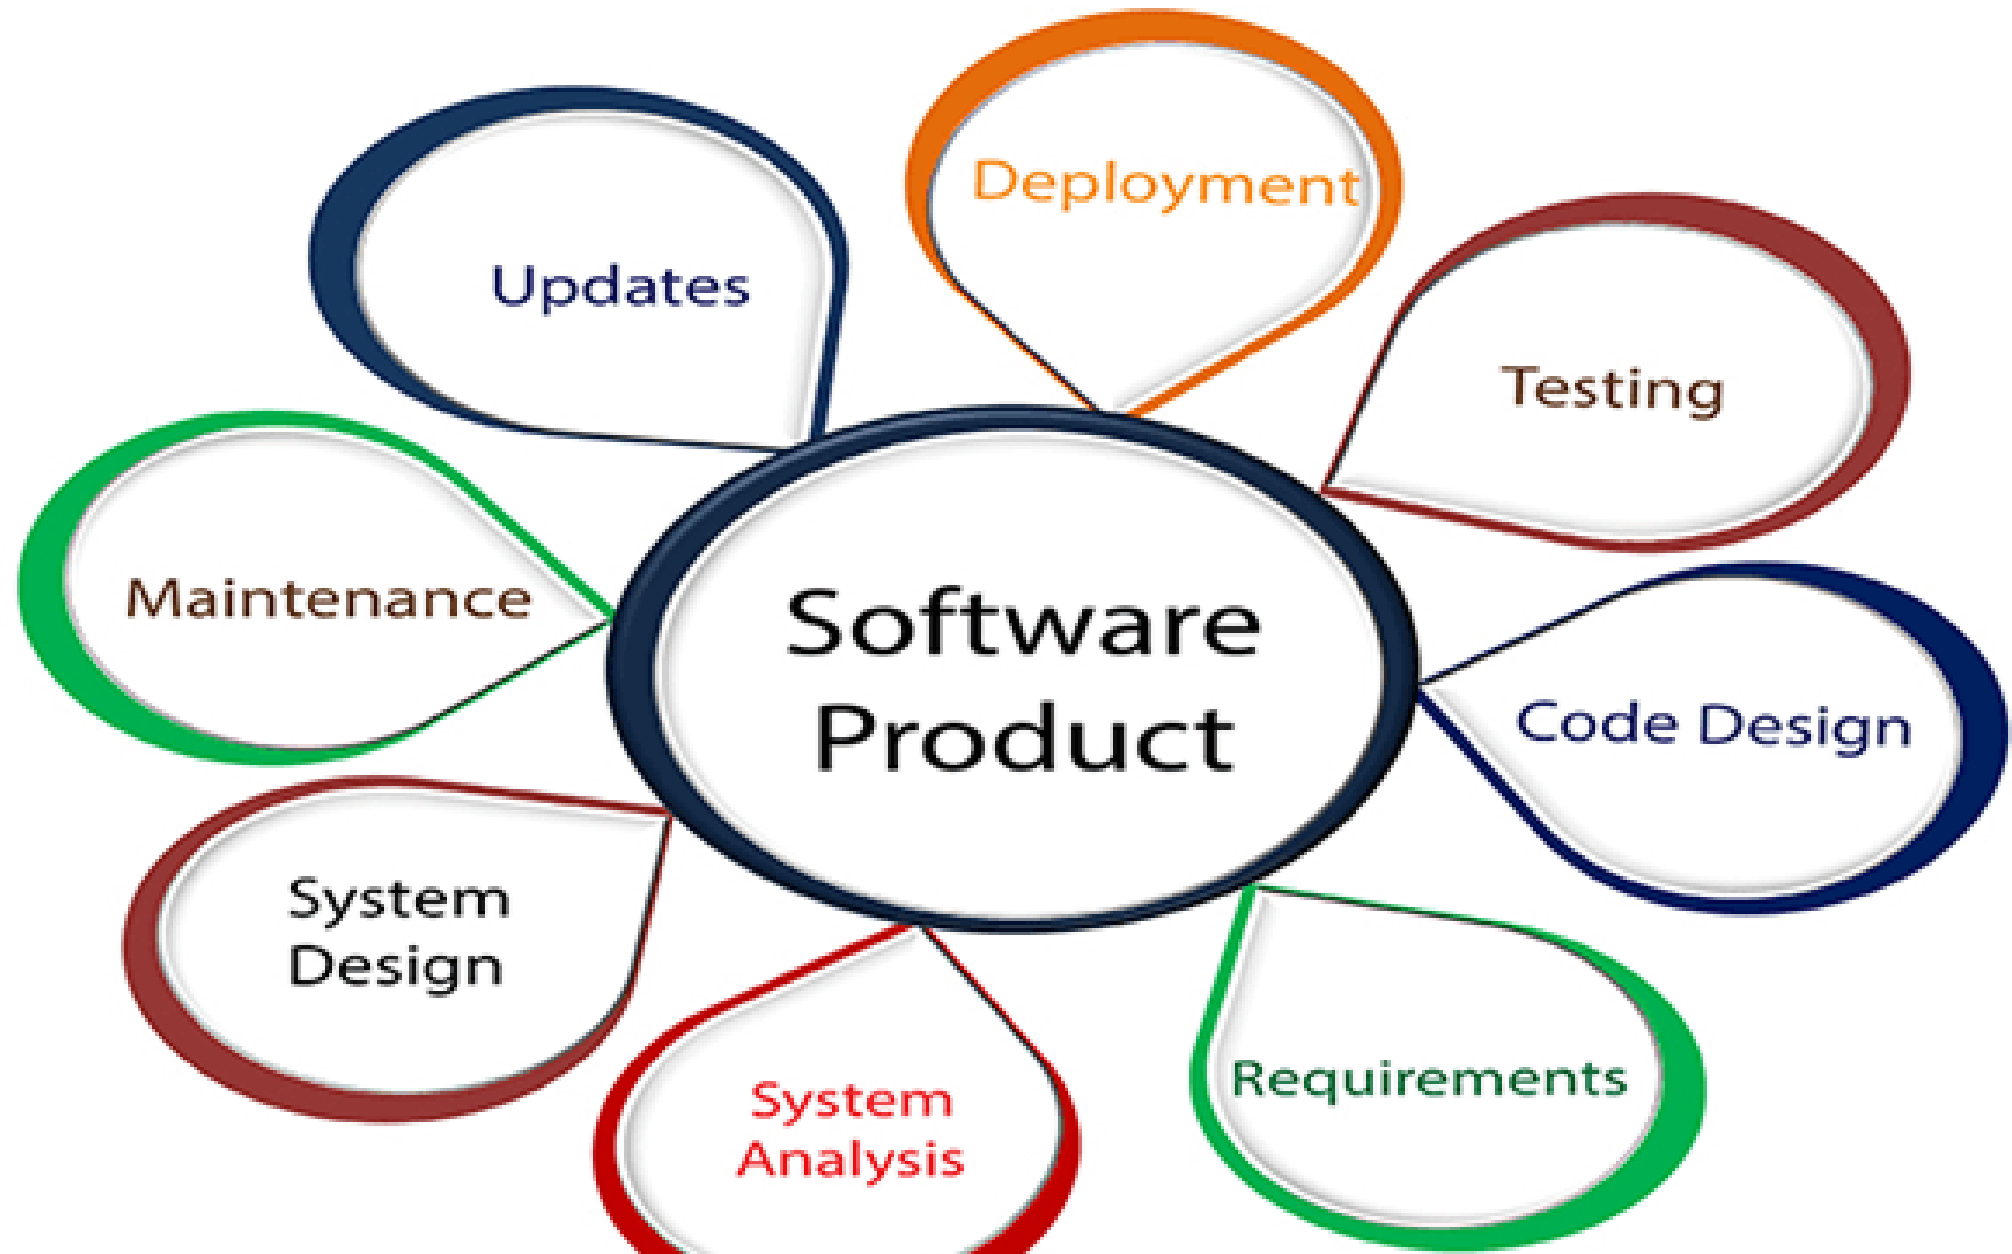 Deployment
Updates
Testing
Maintenance
Software
Product
Code Design
System
Design
System
Analysis
Requirements